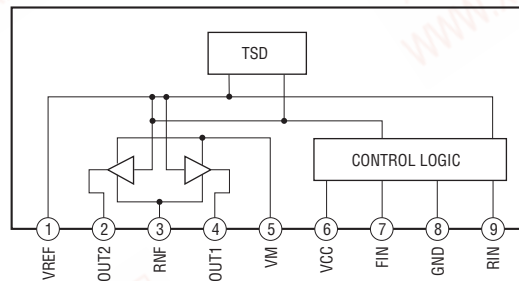 TSD
CONTROL LOGIC
1 2 3 4 5 6 7 8 9
VREF OUT2 RNF OUT1 VM VCC FIN GND RIN